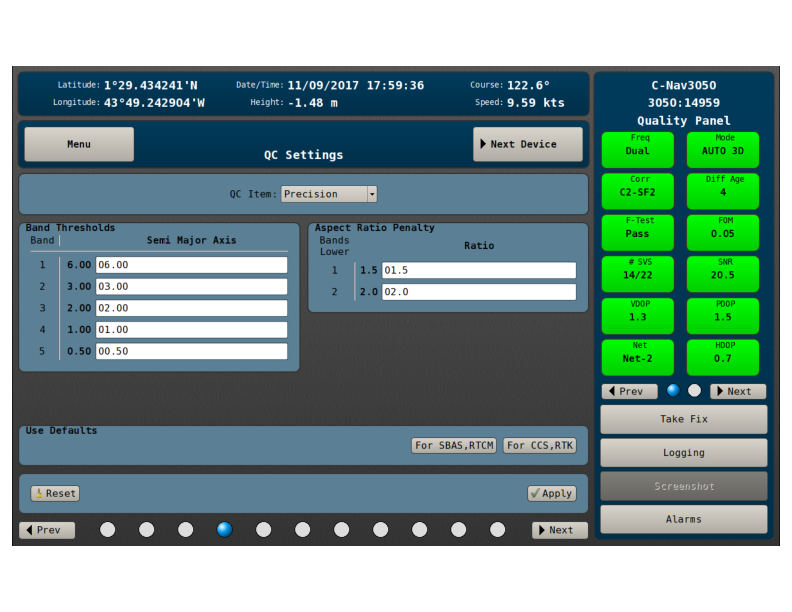 Latitude: 1°29.434241'N Date/Time: 11/09/2017 17:59:36 Course: 122.6°
Longitude: 43°49.242904'W Height: -1.48 m Speed: 9.59 kts
Menu
QC Settings
Next Device
QC Item: Precision
Band Thresholds
Band Semi Major Axis
1 6.00 06.00
2 3.00 03.00
3 2.00 02.00
4 1.00 01.00
5 0.50 00.50
Aspect Ratio Penalty
Bands Lower Ratio
1 1.5 01.5
2 2.0 02.0
Use Defaults
For SBAS,RTCM For CCS,RTK
Reset Apply
Prev Next
C-Nav3050
3050:14959
Quality Panel
Freq Mode
Dual AUTO 3D
Corr Diff Age
C2-SF2 4
F-Test FOM
Pass 0.05
# SVS SNR
14/22 20.5
VDOP PDOP
1.3 1.5
Net HDOP
Net-2 0.7
Prev Next
Take Fix
Logging
Screenshot
Alarms